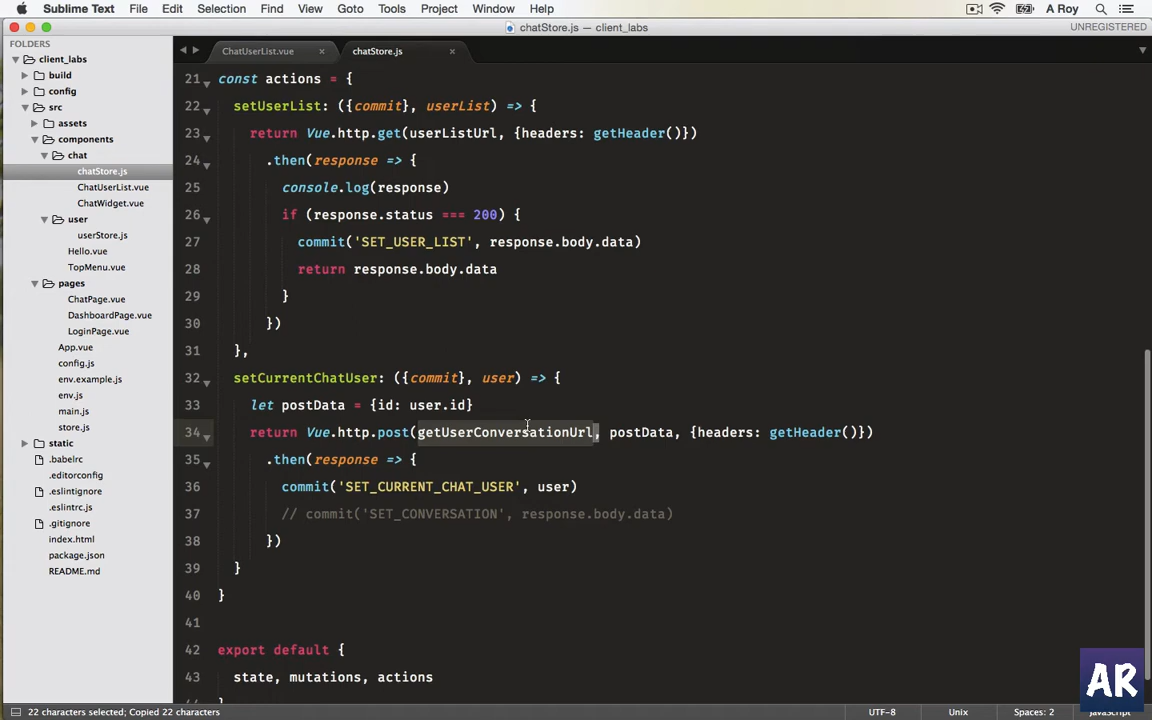 Sublime Text File Edit Selection Find View Goto Tools Project Window Help A Roy
chatStore.js — client_labs UNREGISTERED
FOLDERS
client_labs
build
config
src
assets
components
chat
chatStore.js
ChatUserList.vue
ChatWidget.vue
user
userStore.js
Hello.vue
TopMenu.vue
pages
ChatPage.vue
DashboardPage.vue
LoginPage.vue
App.vue
config.js
env.example.js
env.js
main.js
store.js
static
.babelrc
.editorconfig
.eslintignore
.eslintrc.js
.gitignore
index.html
package.json
README.md
ChatUserList.vue × chatStore.js ×
21 const actions = {
22 setUserList: ({commit}, userList) => {
23 return Vue.http.get(userListUrl, {headers: getHeader()})
24 .then(response => {
25 console.log(response)
26 if (response.status === 200) {
27 commit('SET_USER_LIST', response.body.data)
28 return response.body.data
29 }
30 })
31 },
32 setCurrentChatUser: ({commit}, user) => {
33 let postData = {id: user.id}
34 return Vue.http.post(getUserConversationUrl, postData, {headers: getHeader()})
35 .then(response => {
36 commit('SET_CURRENT_CHAT_USER', user)
37 // commit('SET_CONVERSATION', response.body.data)
38 })
39 }
40 }
41
42 export default {
43 state, mutations, actions
44 }
AR
22 characters selected; Copied 22 characters UTF-8 Unix Spaces: 2 JavaScript